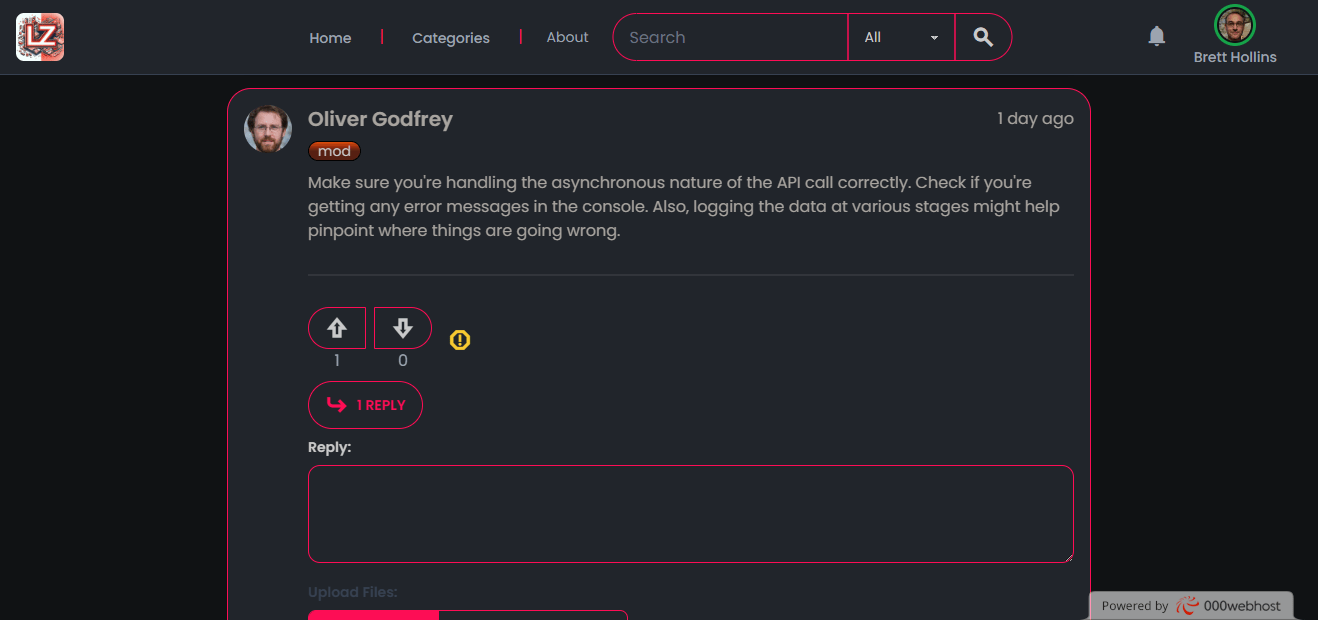 LZ
Home | Categories | About Search All
Brett Hollins
Oliver Godfrey 1 day ago
mod
Make sure you're handling the asynchronous nature of the API call correctly. Check if you're
getting any error messages in the console. Also, logging the data at various stages might help
pinpoint where things are going wrong.
1 0
1 REPLY
Reply:
Upload Files:
Powered by 000webhost